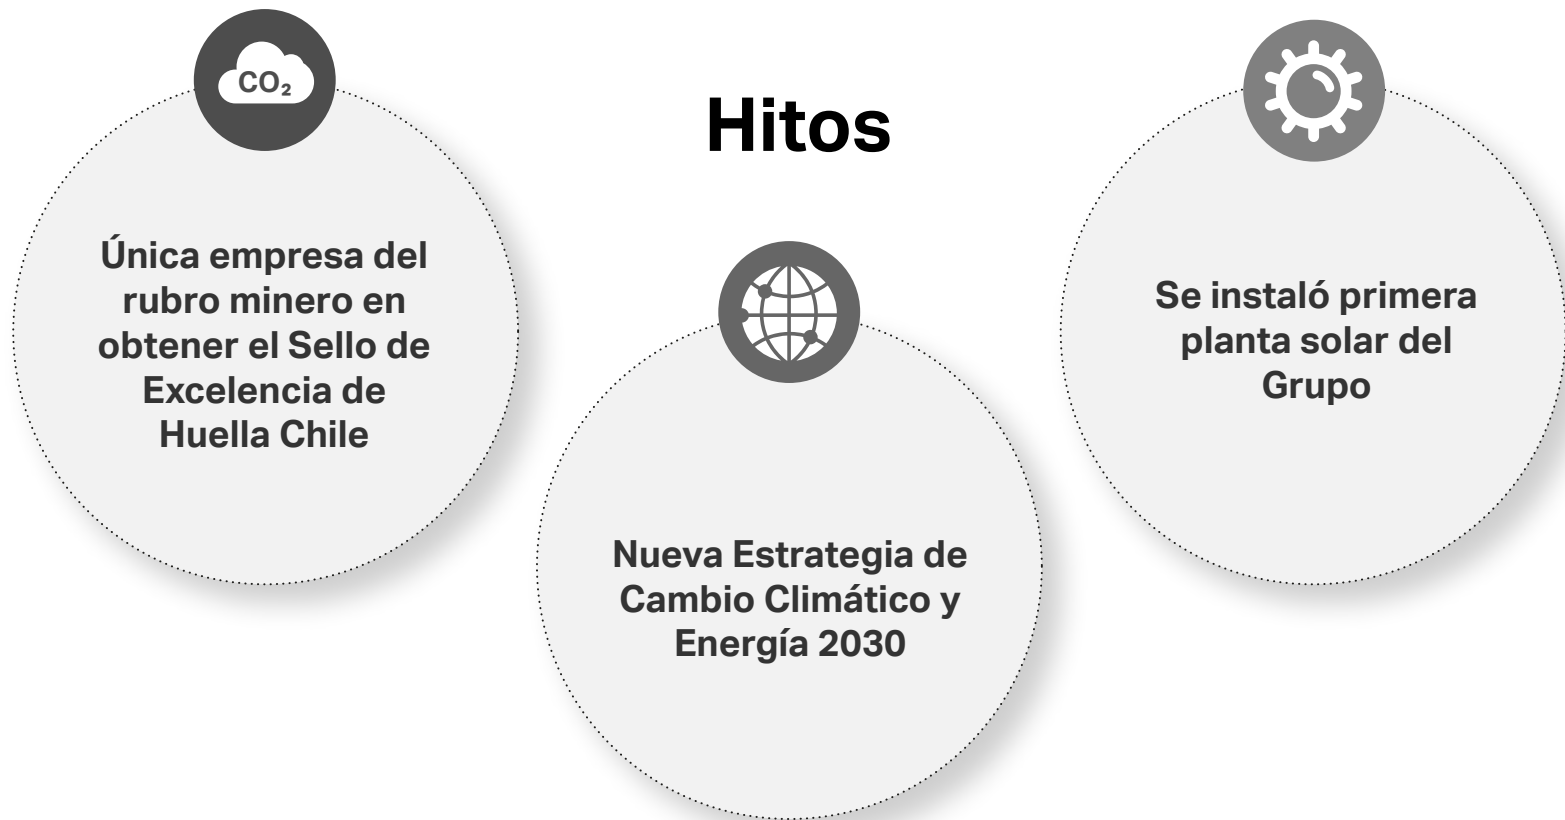 Hitos
CO₂
Única empresa del
rubro minero en
obtener el Sello de
Excelencia de
Huella Chile
Nueva Estrategia de
Cambio Climático y
Energía 2030
Se instaló primera
planta solar del
Grupo